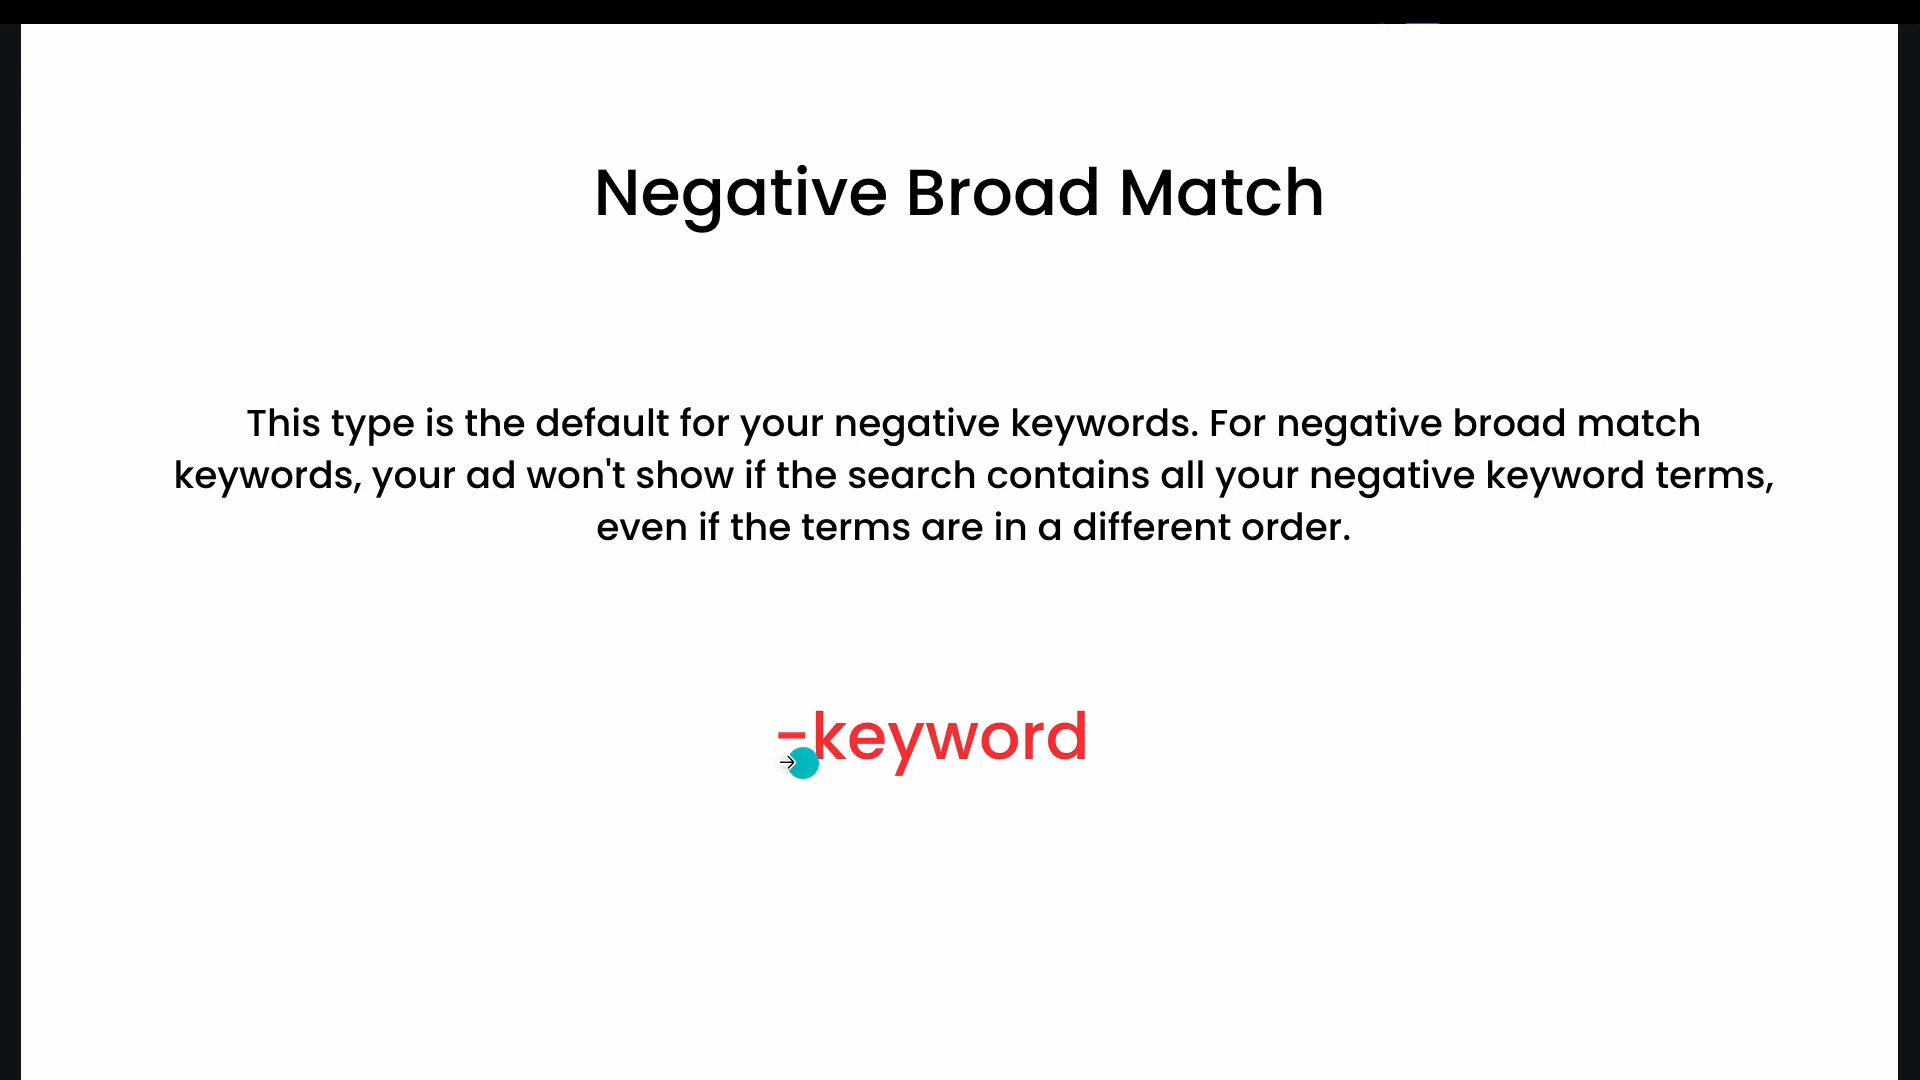 Negative Broad Match
This type is the default for your negative keywords. For negative broad match
keywords, your ad won't show if the search contains all your negative keyword terms,
even if the terms are in a different order.
-keyword